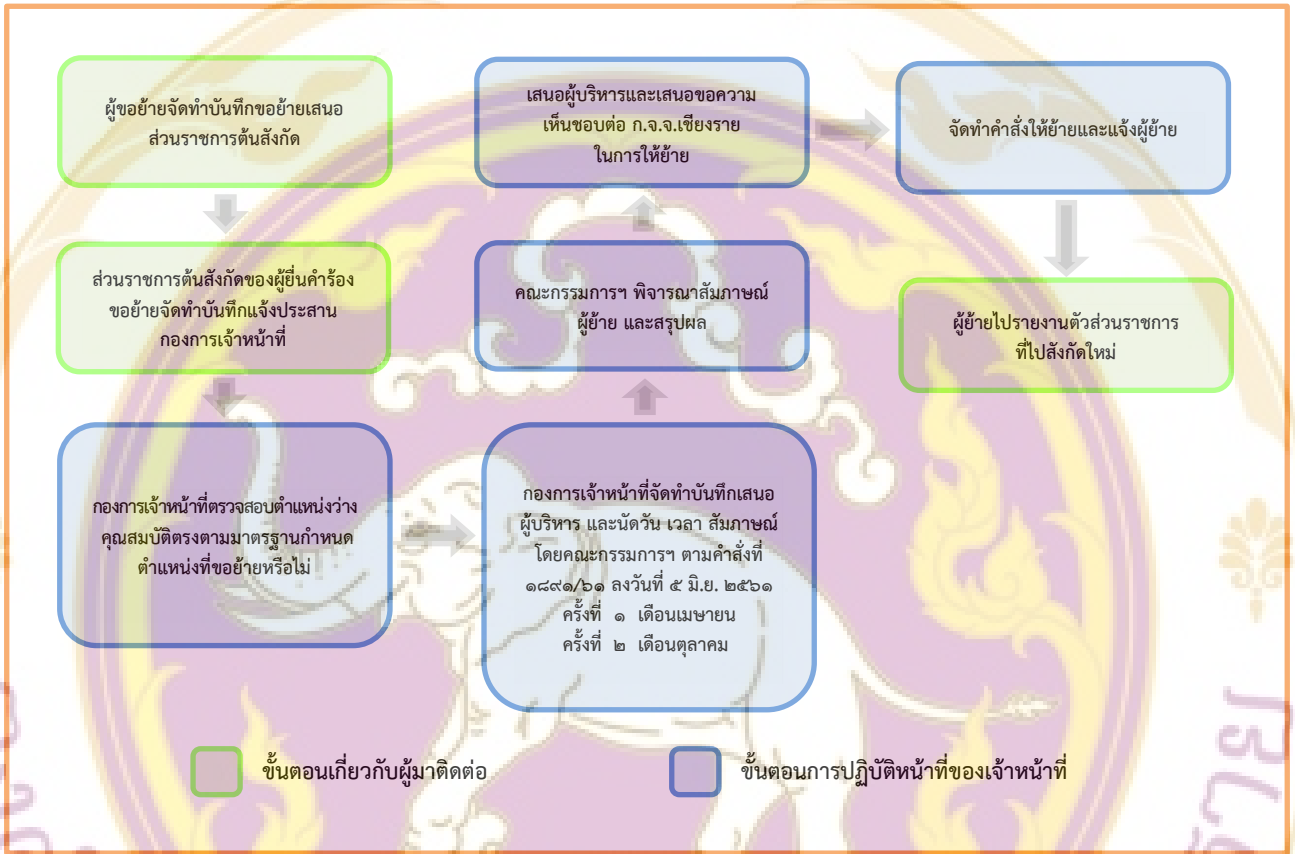 ผู้ขอย้ายจัดทำบันทึกขอย้ายเสนอ
ส่วนราชการต้นสังกัด
ส่วนราชการต้นสังกัดของผู้ยื่นคำร้อง
ขอย้ายจัดทำบันทึกแจ้งประสาน
กองการเจ้าหน้าที่
กองการเจ้าหน้าที่ตรวจสอบตำแหน่งว่าง
คุณสมบัติตรงตามมาตรฐานกำหนด
ตำแหน่งที่ขอย้ายหรือไม่
กองการเจ้าหน้าที่จัดทำบันทึกเสนอ
ผู้บริหาร และนัดวัน เวลา สัมภาษณ์
โดยคณะกรรมการฯ ตามคำสั่งที่
๑๘๙๑/๖๑ ลงวันที่ ๕ มิ.ย. ๒๕๖๑
ครั้งที่ ๑ เดือนเมษายน
ครั้งที่ ๒ เดือนตุลาคม
คณะกรรมการฯ พิจารณาสัมภาษณ์
ผู้ย้าย และสรุปผล
เสนอผู้บริหารและเสนอขอความ
เห็นชอบต่อ ก.จ.จ.เชียงราย
ในการให้ย้าย
จัดทำคำสั่งให้ย้ายและแจ้งผู้ย้าย
ผู้ย้ายไปรายงานตัวส่วนราชการ
ที่ไปสังกัดใหม่
ขั้นตอนเกี่ยวกับผู้มาติดต่อ
ขั้นตอนการปฏิบัติหน้าที่ของเจ้าหน้าที่